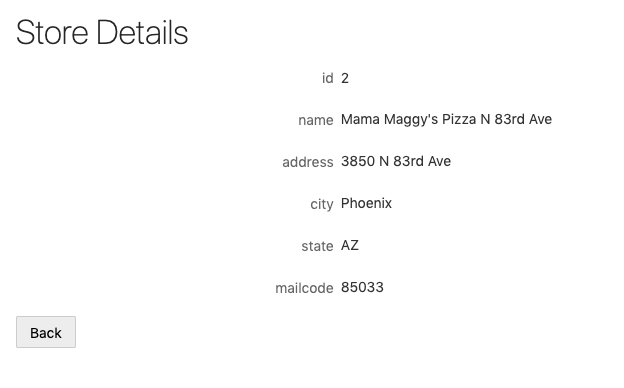 Store Details
id 2
name Mama Maggy's Pizza N 83rd Ave
address 3850 N 83rd Ave
city Phoenix
state AZ
mailcode 85033
Back